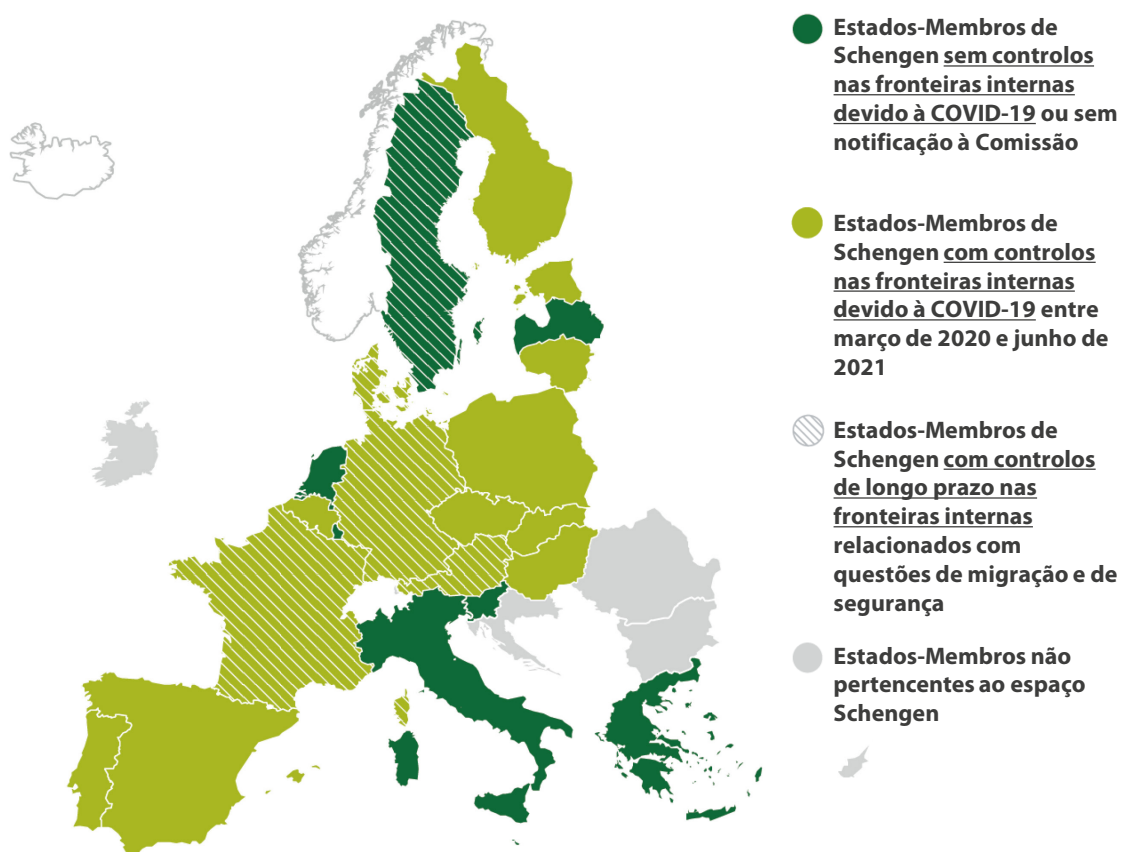 Estados-Membros de
Schengen sem controlos
nas fronteiras internas
devido à COVID-19 ou sem
notificação à Comissão
Estados-Membros de
Schengen com controlos
nas fronteiras internas
devido à COVID-19 entre
março de 2020 e junho de
2021
Estados-Membros de
Schengen com controlos
de longo prazo nas
fronteiras internas
relacionados com
questões de migração e de
segurança
Estados-Membros não
pertencentes ao espaço
Schengen